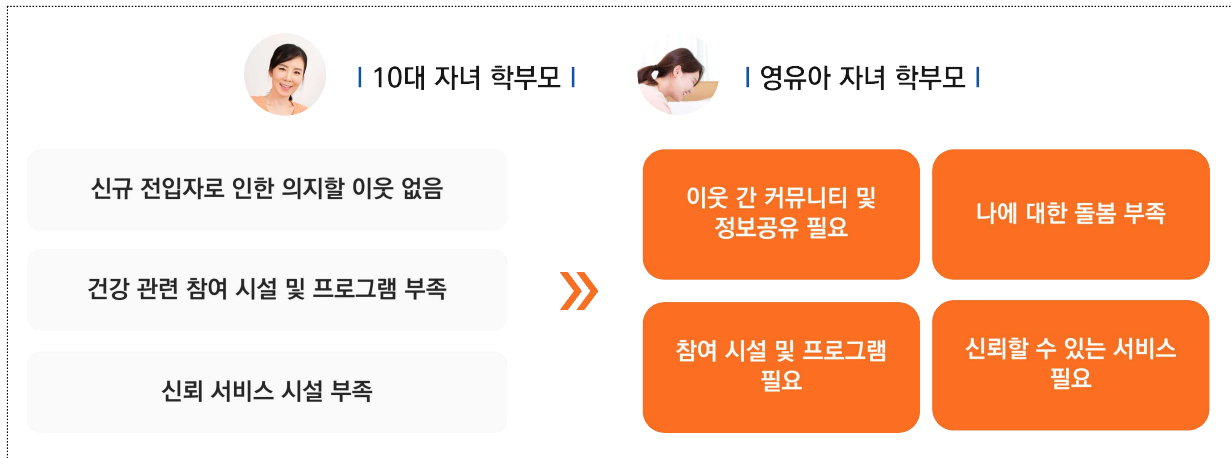 | 10대 자녀 학부모 |
| 영유아 자녀 학부모 |
신규 전입자로 인한 의지할 이웃 없음
건강 관련 참여 시설 및 프로그램 부족
신뢰 서비스 시설 부족
이웃 간 커뮤니티 및
정보공유 필요
나에 대한 돌봄 부족
참여 시설 및 프로그램
필요
신뢰할 수 있는 서비스
필요